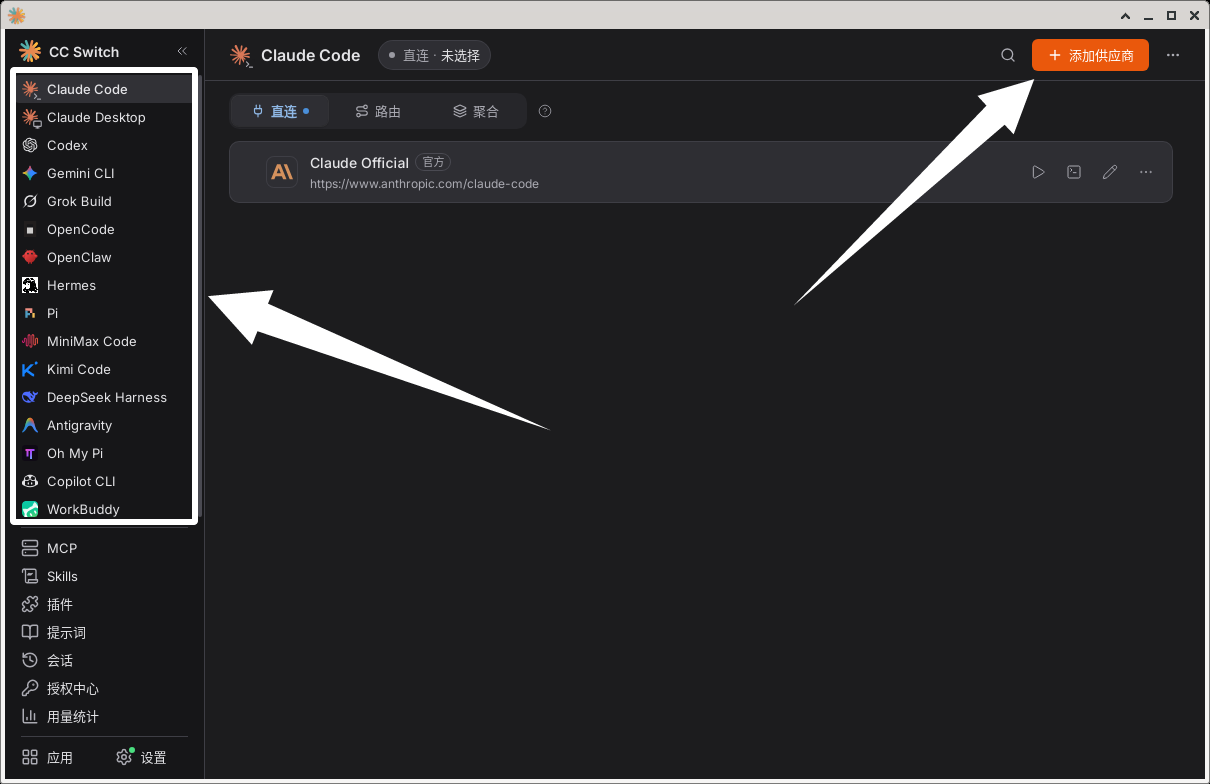 CC Switch
Claude Code
Claude Desktop
Codex
Gemini CLI
Grok Build
OpenCode
OpenClaw
Hermes
Pi
MiniMax Code
Kimi Code
DeepSeek Harness
Antigravity
Oh My Pi
Copilot CLI
WorkBuddy
MCP
Skills
插件
提示词
会话
授权中心
用量统计
应用 设置
Claude Code 直连 · 未选择 添加供应商
直连 路由 聚合
Claude Official 官方
https://www.anthropic.com/claude-code